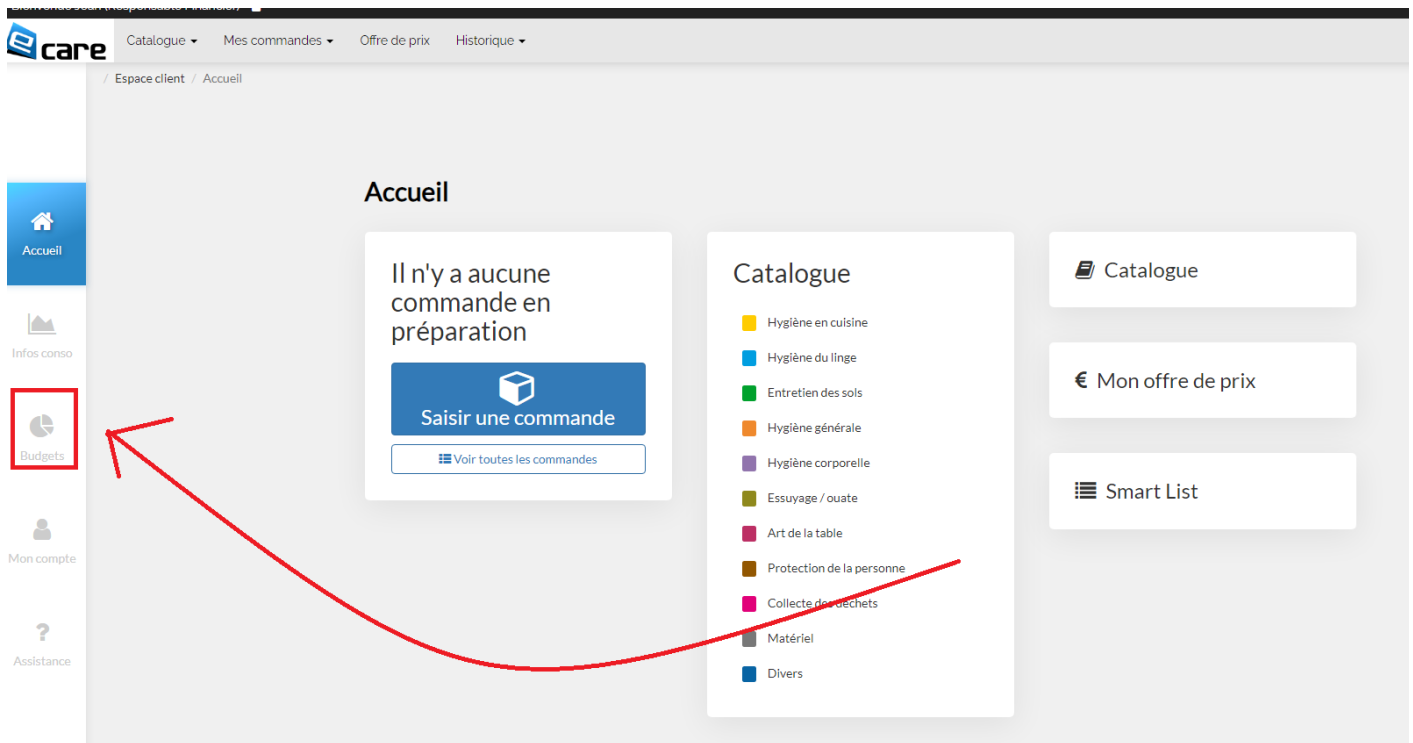 care
Catalogue Mes commandes Offre de prix Historique
/ Espace client / Accueil
Accueil
Infos conso
Budgets
Mon compte
? Assistance
Accueil
Il n'y a aucune
commande en
préparation
Saisir une commande
Voir toutes les commandes
Catalogue
Hygiène en cuisine
Hygiène du linge
Entretien des sols
Hygiène générale
Hygiène corporelle
Essuyage / ouate
Art de la table
Protection de la personne
Collecte des déchets
Matériel
Divers
Catalogue
€ Mon offre de prix
Smart List